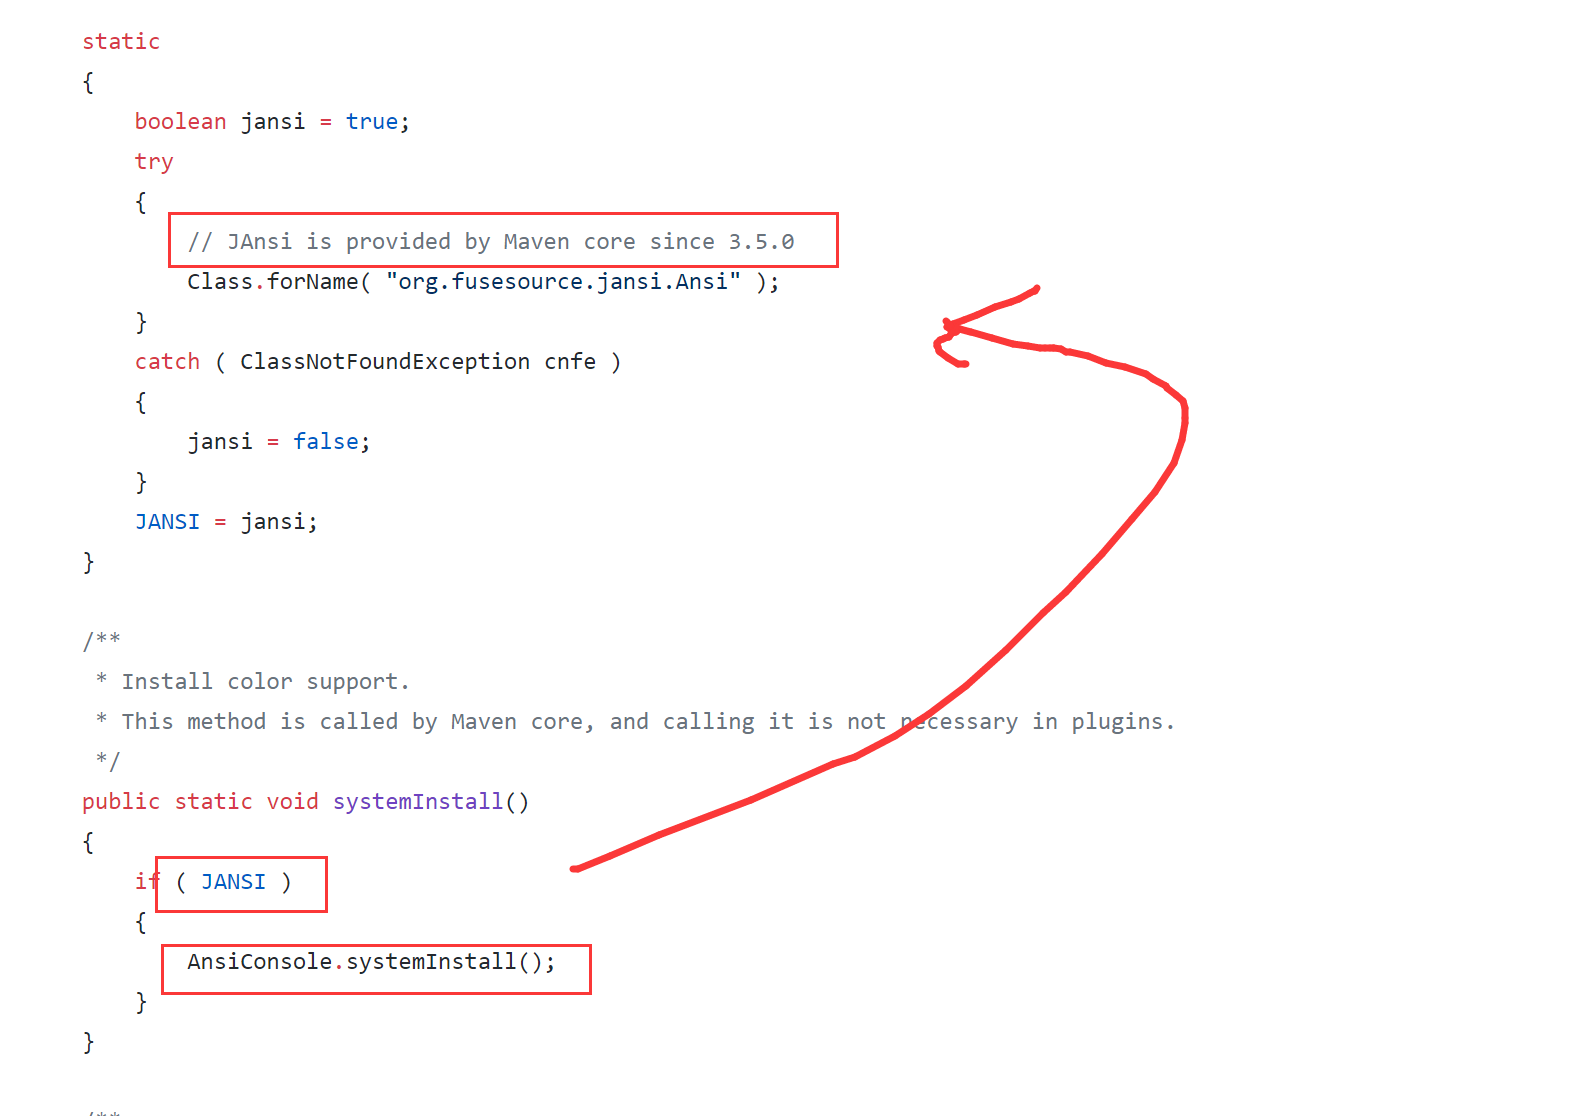 static
{
    boolean jansi = true;
    try
    {
        // JAnsi is provided by Maven core since 3.5.0
        Class.forName( "org.fusesource.jansi.Ansi" );
    }
    catch ( ClassNotFoundException cnfe )
    {
        jansi = false;
    }
    JANSI = jansi;
}
/**
 * Install color support.
 * This method is called by Maven core, and calling it is not necessary in plugins.
 */
public static void systemInstall()
{
    if ( JANSI )
    {
        AnsiConsole.systemInstall();
    }
}
/**